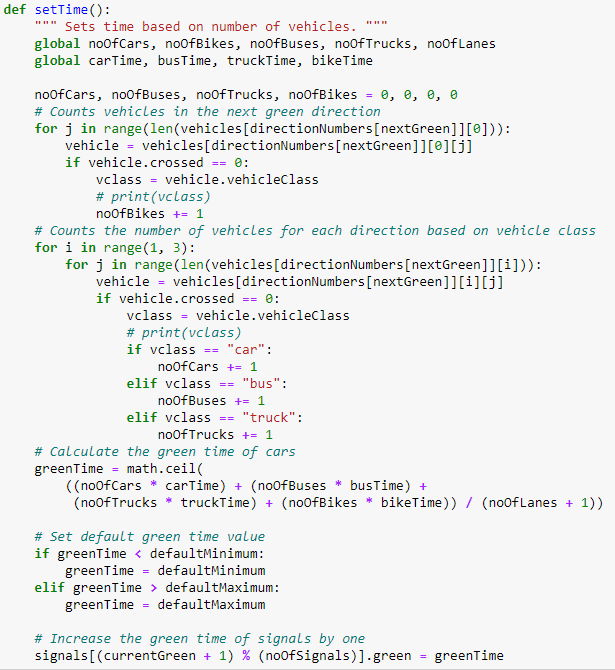 def setTime():
    """ Sets time based on number of vehicles. """
    global noOfCars, noOfBikes, noOfBuses, noOfTrucks, noOfLanes
    global carTime, busTime, truckTime, bikeTime

    noOfCars, noOfBuses, noOfTrucks, noOfBikes = 0, 0, 0, 0
    # Counts vehicles in the next green direction
    for j in range(len(vehicles[directionNumbers[nextGreen]][0])):
        vehicle = vehicles[directionNumbers[nextGreen]][0][j]
        if vehicle.crossed == 0:
            vclass = vehicle.vehicleClass
            # print(vclass)
            noOfBikes += 1
    # Counts the number of vehicles for each direction based on vehicle class
    for i in range(1, 3):
        for j in range(len(vehicles[directionNumbers[nextGreen]][i])):
            vehicle = vehicles[directionNumbers[nextGreen]][i][j]
            if vehicle.crossed == 0:
                vclass = vehicle.vehicleClass
                # print(vclass)
                if vclass == "car":
                    noOfCars += 1
                elif vclass == "bus":
                    noOfBuses += 1
                elif vclass == "truck":
                    noOfTrucks += 1
    # Calculate the green time of cars
    greenTime = math.ceil(
        ((noOfCars * carTime) + (noOfBuses * busTime) +
         (noOfTrucks * truckTime) + (noOfBikes * bikeTime)) / (noOfLanes + 1))

    # Set default green time value
    if greenTime < defaultMinimum:
        greenTime = defaultMinimum
    elif greenTime > defaultMaximum:
        greenTime = defaultMaximum

    # Increase the green time of signals by one
    signals[(currentGreen + 1) % (noOfSignals)].green = greenTime